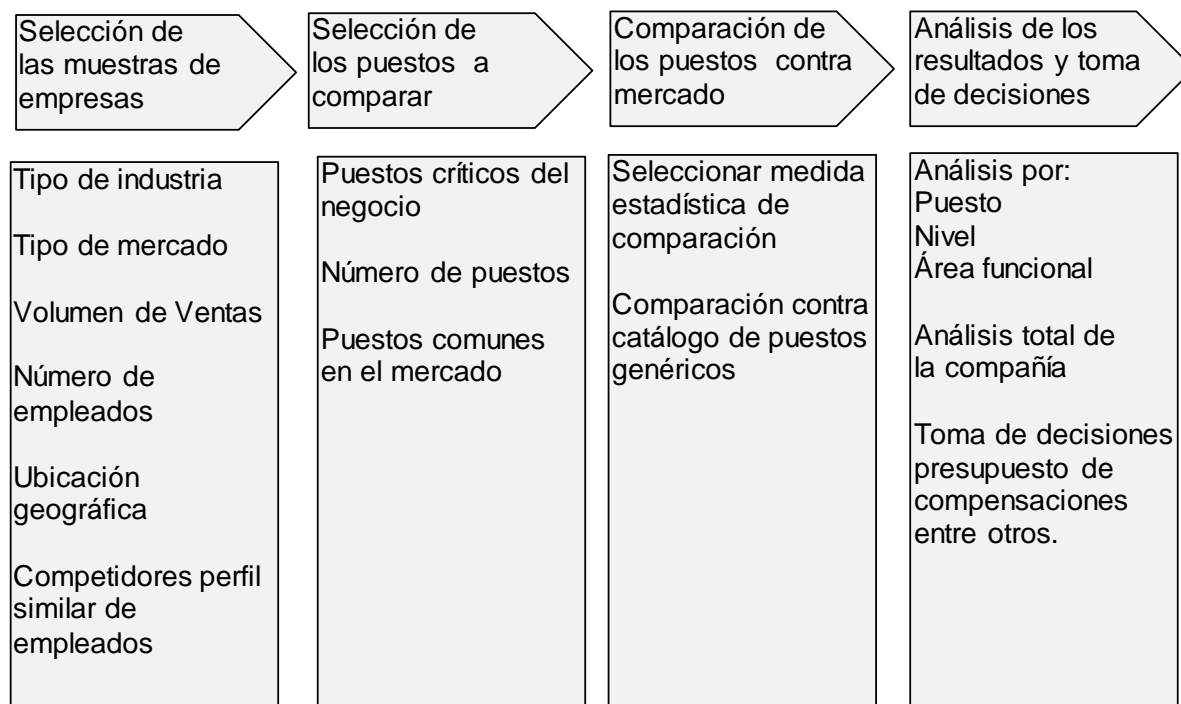 Selección de
las muestras de
empresas
Selección de
los puestos a
comparar
Comparación de
los puestos contra
mercado
Análisis de los
resultados y toma
de decisiones
Tipo de industria
Tipo de mercado
Volumen de Ventas
Número de
empleados
Ubicación
geográfica
Competidores perfil
similar de
empleados
Puestos críticos del
negocio
Número de puestos
Puestos comunes
en el mercado
Seleccionar medida
estadística de
comparación
Comparación contra
catálogo de puestos
genéricos
Análisis por:
Puesto
Nivel
Área funcional
Análisis total de
la compañía
Toma de decisiones
presupuesto de
compensaciones
entre otros.